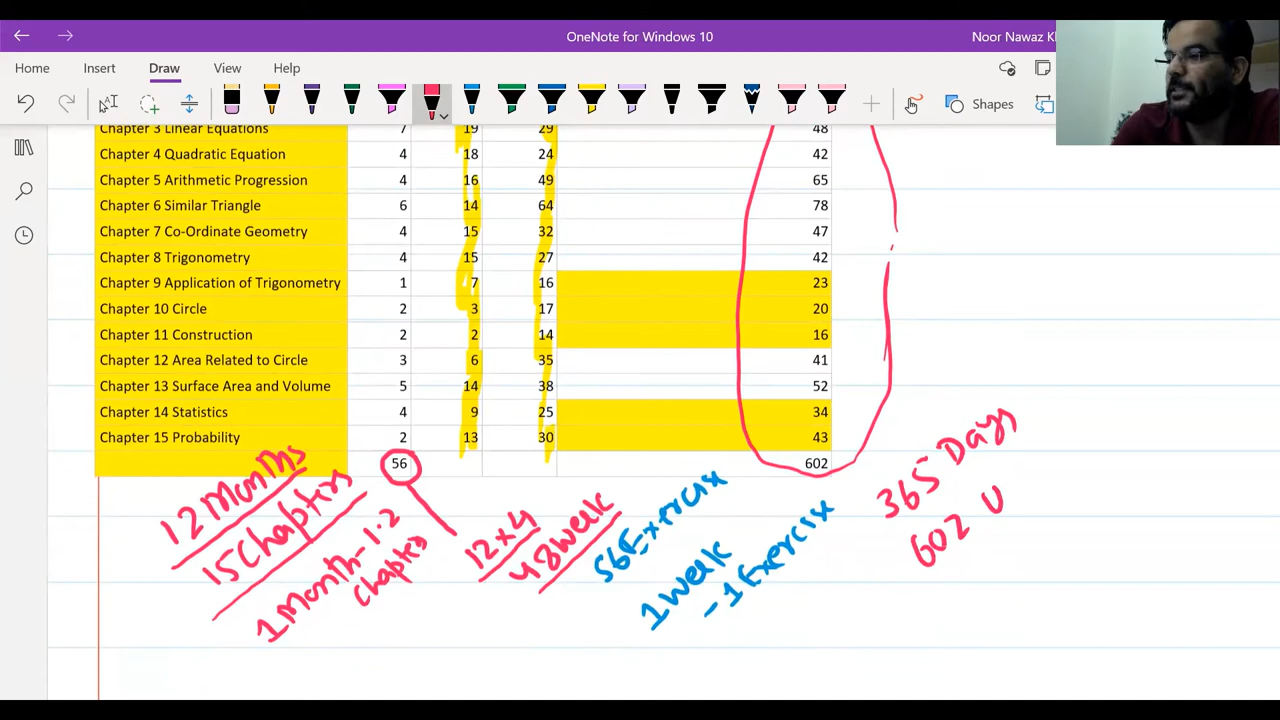 OneNote for Windows 10
Noor Nawaz Kh
Home Insert Draw View Help
Shapes
Chapter 3 Linear Equations 7 19 29 48
Chapter 4 Quadratic Equation 4 18 24 42
Chapter 5 Arithmetic Progression 4 16 49 65
Chapter 6 Similar Triangle 6 14 64 78
Chapter 7 Co-Ordinate Geometry 4 15 32 47
Chapter 8 Trigonometry 4 15 27 42
Chapter 9 Application of Trigonometry 1 7 16 23
Chapter 10 Circle 2 3 17 20
Chapter 11 Construction 2 2 14 16
Chapter 12 Area Related to Circle 3 6 35 41
Chapter 13 Surface Area and Volume 5 14 38 52
Chapter 14 Statistics 4 9 25 34
Chapter 15 Probability 2 13 30 43
56 602
12 Months
15 Chapters
1 Month - 1.2
Chapter
12×4
48 Week
56 Exercise
1 Week
- 1 Exercise
365 Days
602 U